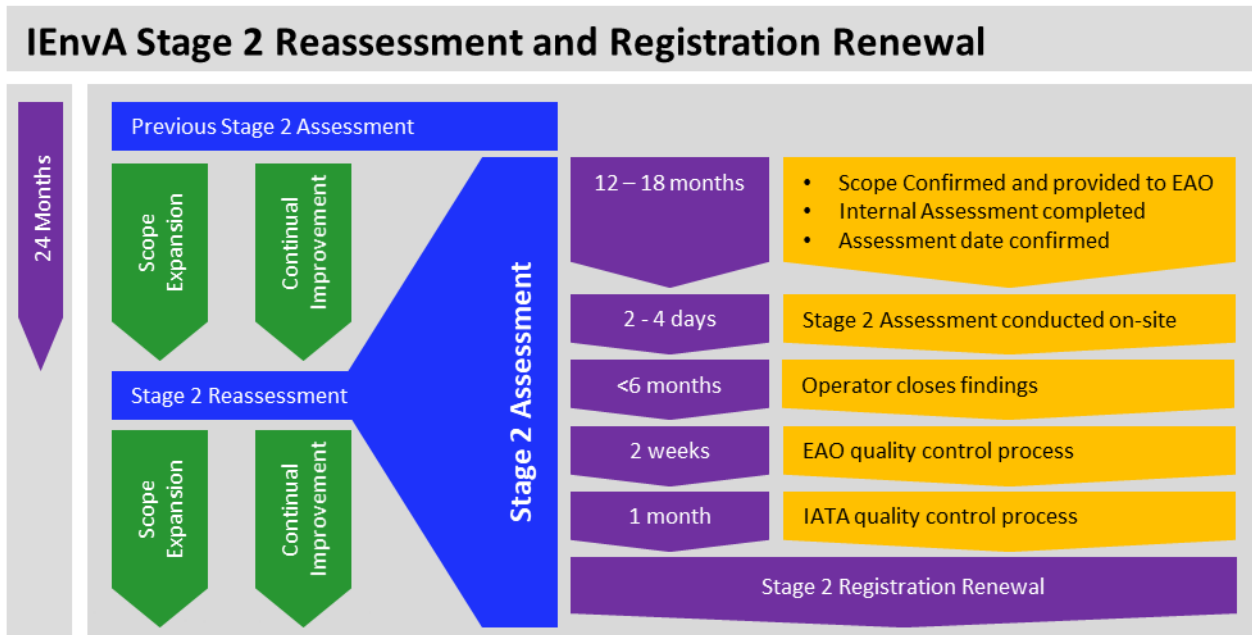 IEnvA Stage 2 Reassessment and Registration Renewal
24 Months
Previous Stage 2 Assessment
Scope
Expansion
Continual
Improvement
Stage 2 Reassessment
Scope
Expansion
Continual
Improvement
Stage 2 Assessment
12 – 18 months
• Scope Confirmed and provided to EAO
• Internal Assessment completed
• Assessment date confirmed
2 - 4 days
Stage 2 Assessment conducted on-site
<6 months
Operator closes findings
2 weeks
EAO quality control process
1 month
IATA quality control process
Stage 2 Registration Renewal